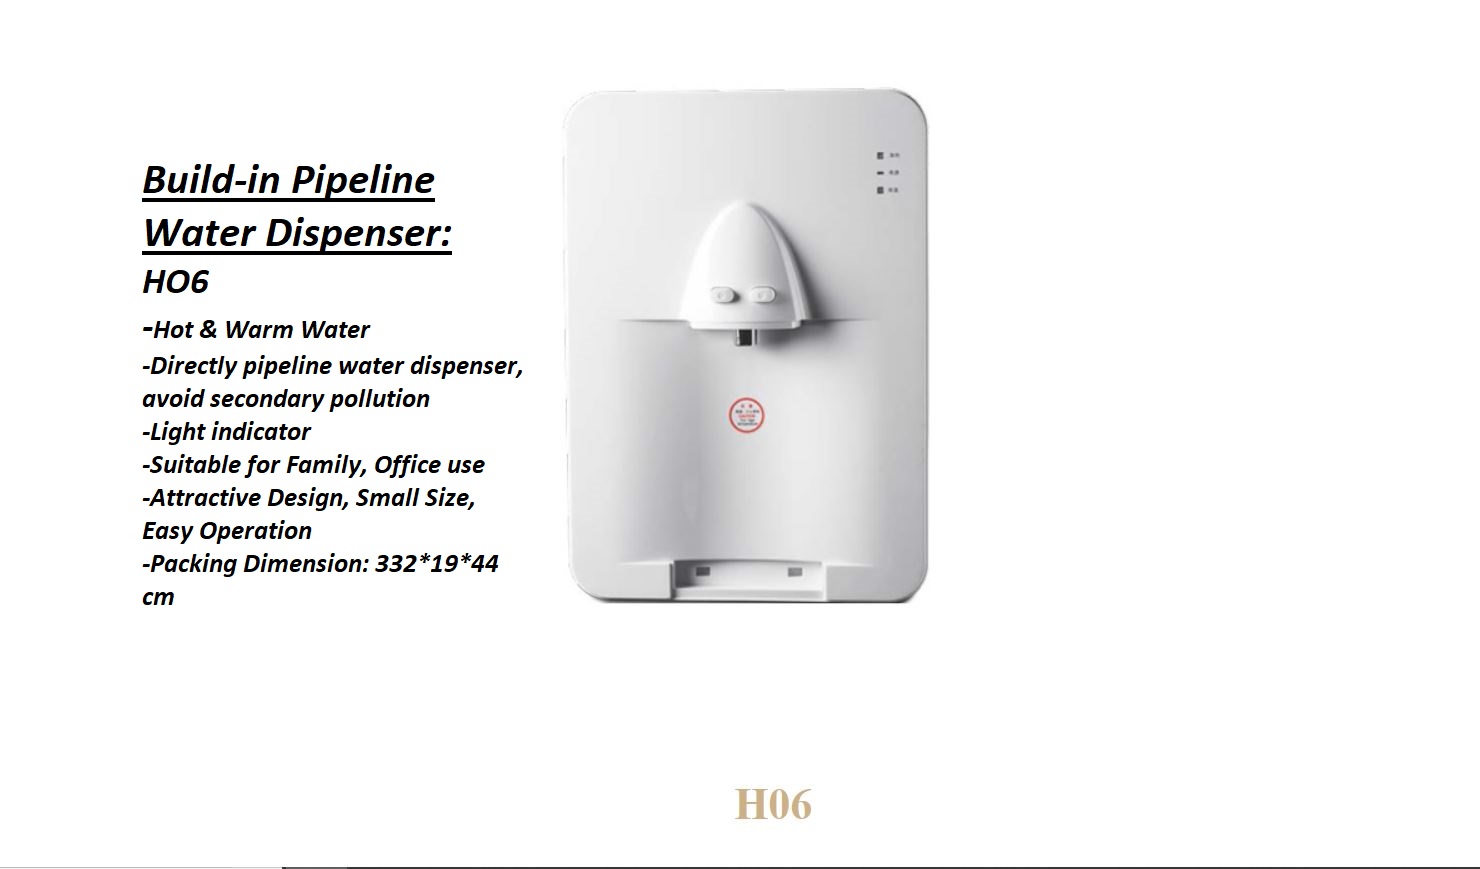 Build-in Pipeline
Water Dispenser:
HO6
-Hot & Warm Water
-Directly pipeline water dispenser,
avoid secondary pollution
-Light indicator
-Suitable for Family, Office use
-Attractive Design, Small Size,
Easy Operation
-Packing Dimension: 332*19*44
cm
H06